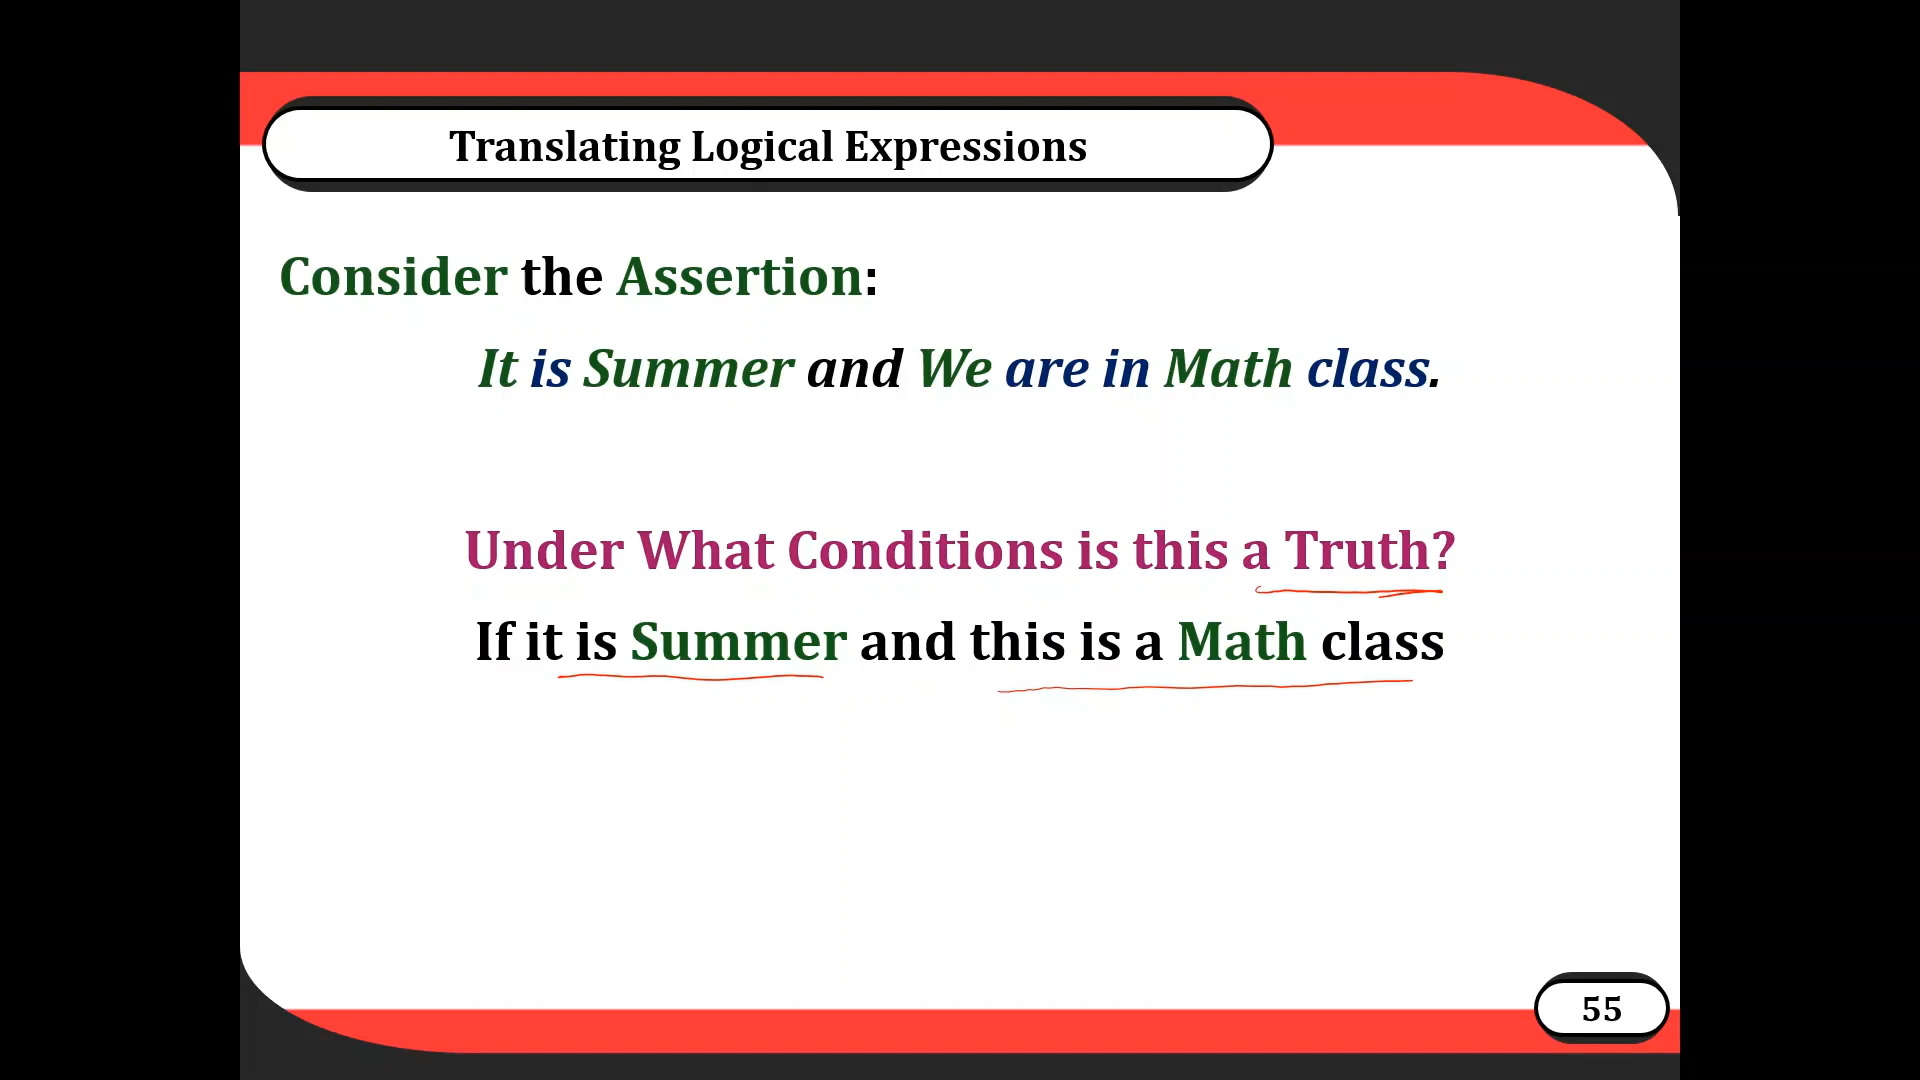 Translating Logical Expressions
Consider the Assertion:
It is Summer and We are in Math class.
Under What Conditions is this a Truth?
If it is Summer and this is a Math class
55